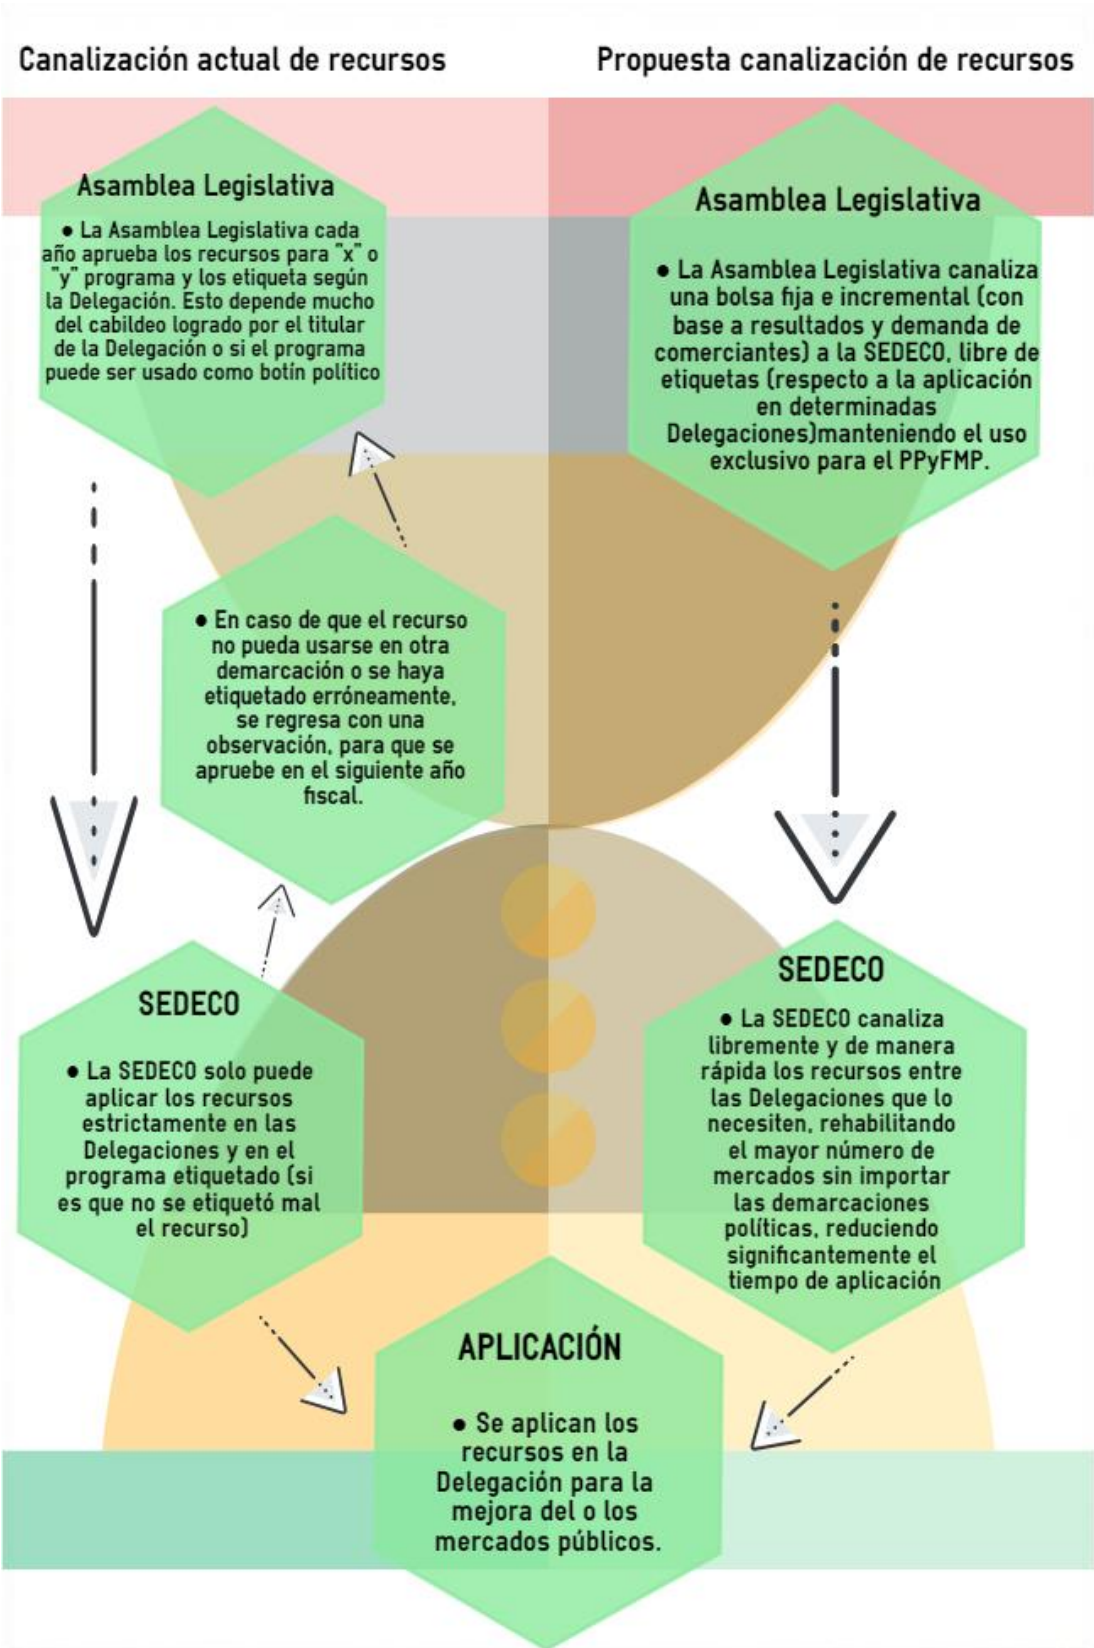 Canalización actual de recursos
Propuesta canalización de recursos
Asamblea Legislativa
● La Asamblea Legislativa cada
año aprueba los recursos para "x" o
"y" programa y los etiqueta según
la Delegación. Esto depende mucho
del cabildeo logrado por el titular
de la Delegación o si el programa
puede ser usado como botín político
● En caso de que el recurso
no pueda usarse en otra
demarcación o se haya
etiquetado erróneamente,
se regresa con una
observación, para que se
apruebe en el siguiente año
fiscal.
SEDECO
● La SEDECO solo puede
aplicar los recursos
estrictamente en las
Delegaciones y en el
programa etiquetado (si
es que no se etiquetó mal
el recurso)
Asamblea Legislativa
● La Asamblea Legislativa canaliza
una bolsa fija e incremental (con
base a resultados y demanda de
comerciantes) a la SEDECO, libre de
etiquetas (respecto a la aplicación
en determinadas
Delegaciones)manteniendo el uso
exclusivo para el PPyFMP.
SEDECO
● La SEDECO canaliza
libremente y de manera
rápida los recursos entre
las Delegaciones que lo
necesiten, rehabilitando
el mayor número de
mercados sin importar
las demarcaciones
políticas, reduciendo
significantemente el
tiempo de aplicación
APLICACIÓN
● Se aplican los
recursos en la
Delegación para la
mejora del o los
mercados públicos.